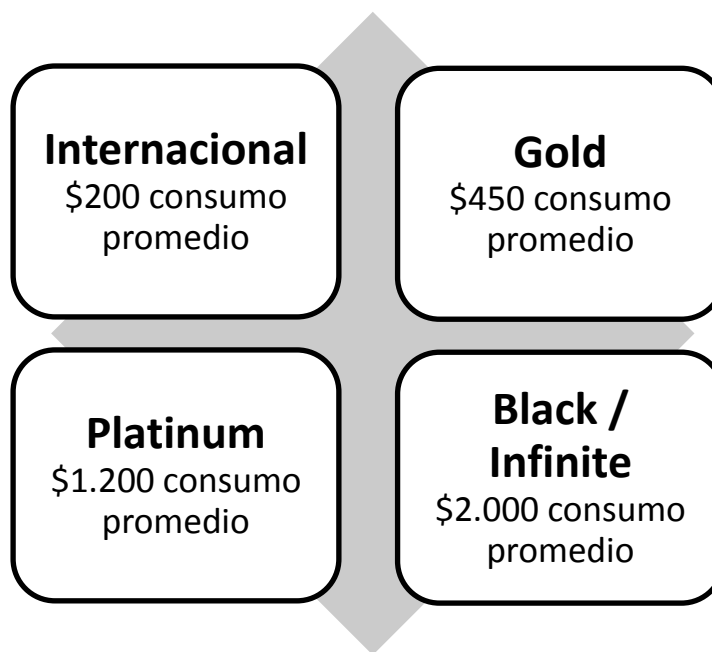 Internacional
$200 consumo
promedio
Gold
$450 consumo
promedio
Platinum
$1.200 consumo
promedio
Black /
Infinite
$2.000 consumo
promedio